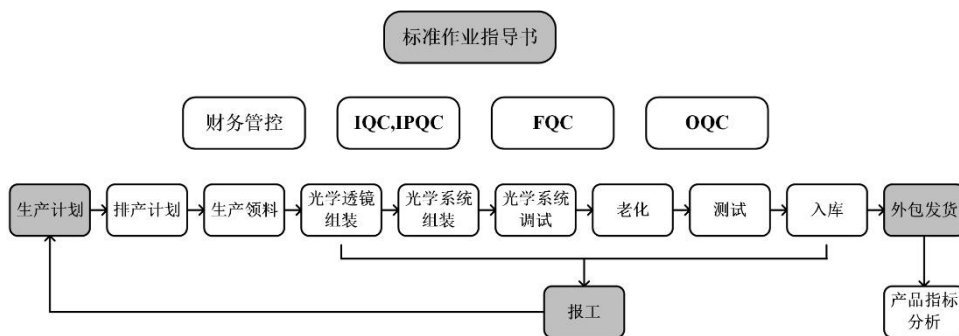 标准作业指导书
财务管控
IQC,IPQC
FQC
OQC
生产计划
排产计划
生产领料
光学透镜
组装
光学系统
组装
光学系统
调试
老化
测试
入库
外包发货
报工
产品指标
分析